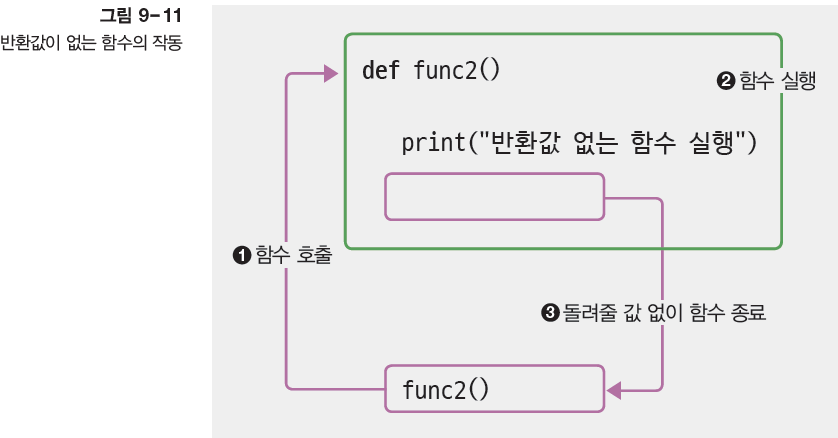 그림 9-11
반환값이 없는 함수의 작동
def func2()
❷ 함수 실행
print("반환값 없는 함수 실행")
❶ 함수 호출
❸ 돌려줄 값 없이 함수 종료
func2()